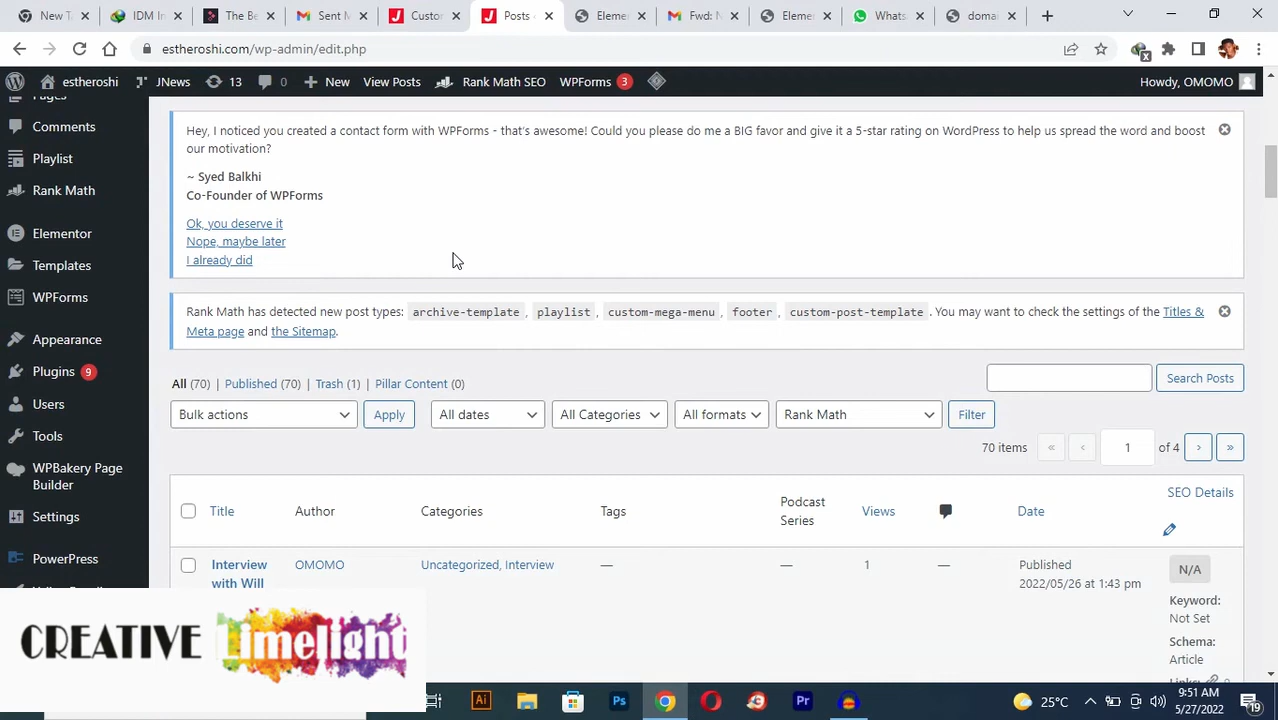 New T
IDM In
The Be
Sent M
Custo
Posts
Eleme
Fwd: N
Eleme
Whats
doma
estheroshi.com/wp-admin/edit.php
estheroshi
JNews
13
0
New
View Posts
Rank Math SEO
WPForms 3
Howdy, OMOMO
Pages
Comments
Playlist
Rank Math
Elementor
Templates
WPForms
Appearance
Plugins 9
Users
Tools
WPBakery Page
Builder
Settings
PowerPress
Hey, I noticed you created a contact form with WPForms - that's awesome! Could you please do me a BIG favor and give it a 5-star rating on WordPress to help us spread the word and boost
our motivation?
~ Syed Balkhi
Co-Founder of WPForms
Ok, you deserve it
Nope, maybe later
I already did
Rank Math has detected new post types: archive-template, playlist, custom-mega-menu, footer, custom-post-template. You may want to check the settings of the Titles &
Meta page and the Sitemap.
All (70) | Published (70) | Trash (1) | Pillar Content (0)
Search Posts
Bulk actions
Apply
All dates
All Categories
All formats
Rank Math
Filter
70 items « ‹ 1 of 4 › »
Title
Author
Categories
Tags
Podcast
Series
Views
Date
SEO Details
Interview
with Will
OMOMO
Uncategorized, Interview
—
—
1
—
Published
2022/05/26 at 1:43 pm
N/A
Keyword:
Not Set
Schema:
Article
Links:
0
CREATIVE Limelight
Ai
Ps
Pr
25°C
9:51 AM
5/27/2022
19